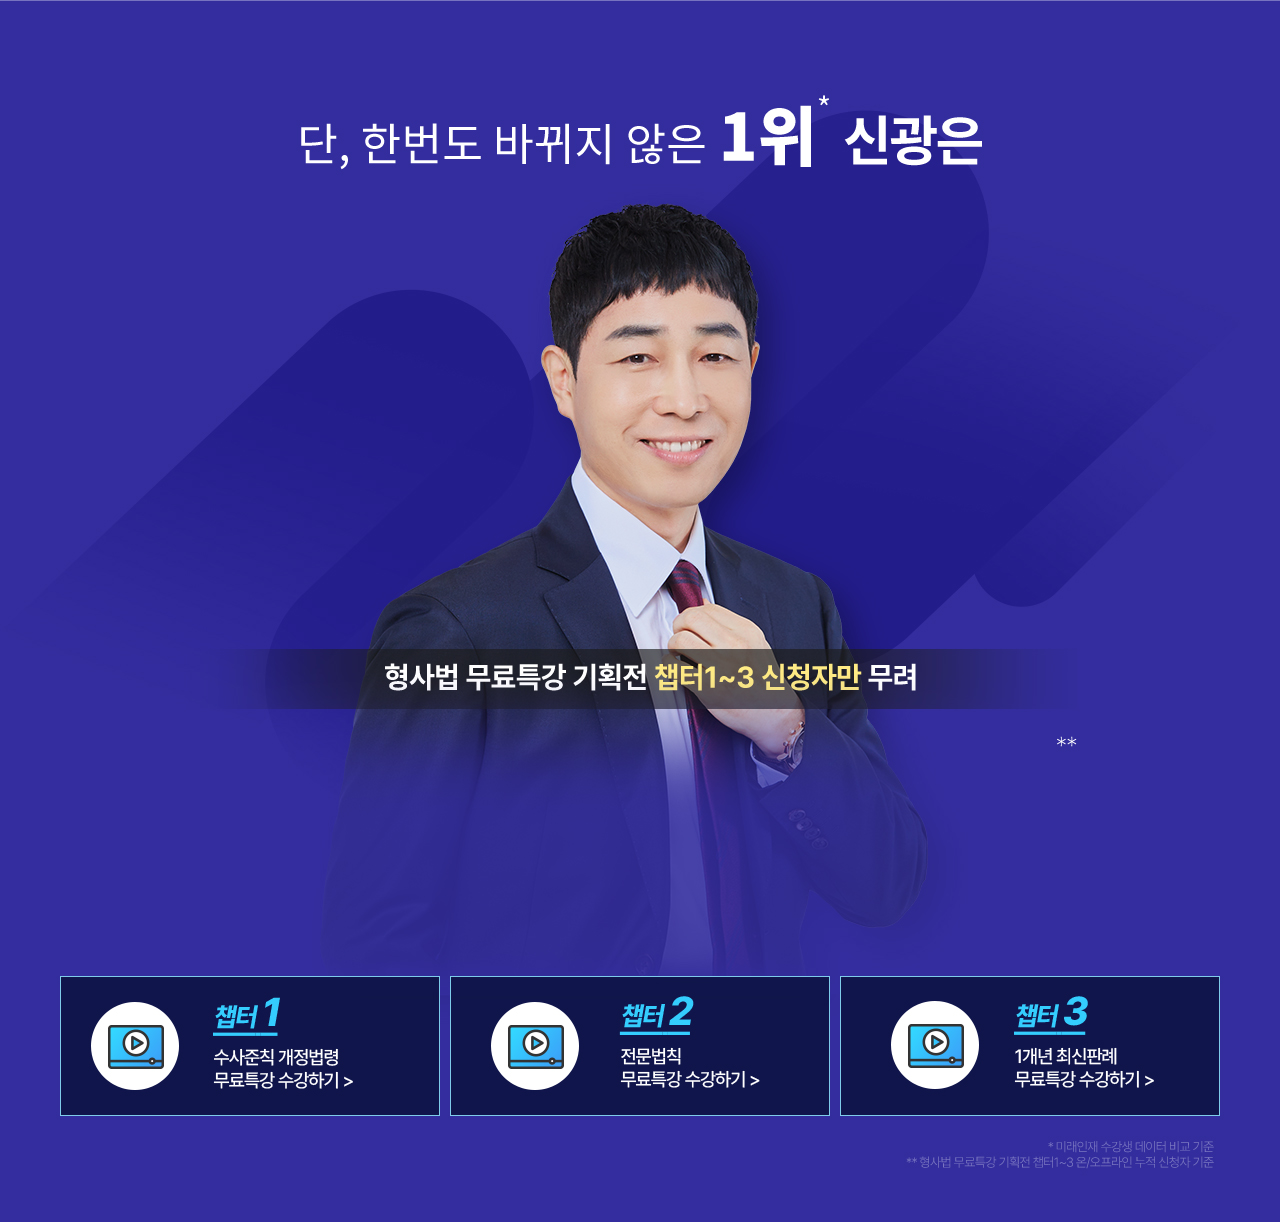 단, 한번도 바뀌지 않은 1위* 신광은
형사법 무료특강 기획전 챕터1~3 신청자만 무려
**
챕터 1
수사준칙 개정법령
무료특강 수강하기 >
챕터 2
전문법칙
무료특강 수강하기 >
챕터 3
1개년 최신판례
무료특강 수강하기 >
* 미래인재 수강생 데이터 비교 기준
** 형사법 무료특강 기획전 챕터1~3 온/오프라인 누적 신청자 기준